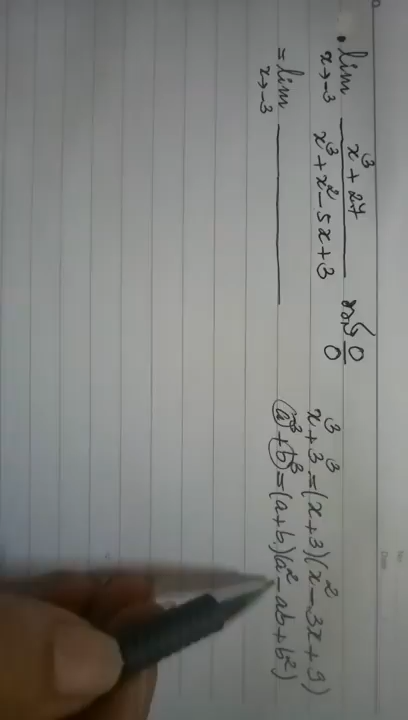 lim x→-3 (x³ + 27)/(x³ + x² - 5x + 3) 0/0
= lim x→-3
x³ + 3³ = (x + 3)(x² - 3x + 9)
a³ + b³ = (a + b)(a² - ab + b²)